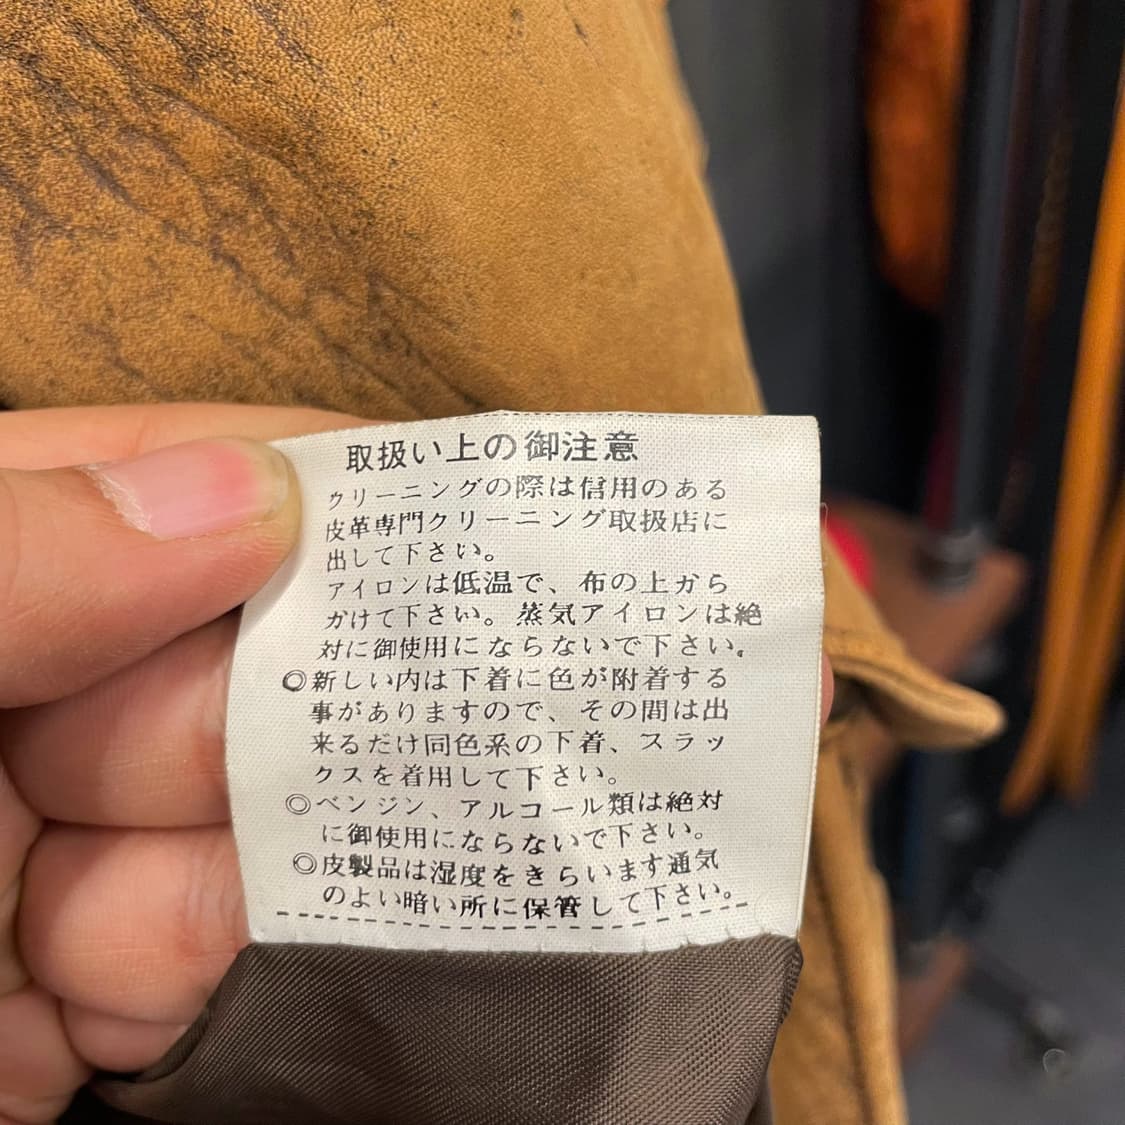 取扱い上の御注意
クリーニングの際は信用のある
皮革専門クリーニング取扱店に
出して下さい。
アイロンは低温で、布の上から
かけて下さい。蒸気アイロンは絶
対に御使用にならないで下さい。
◎新しい内は下着に色が附着する
事がありますので、その間は出
来るだけ同色系の下着、スラッ
クスを着用して下さい。
◎ベンジン、アルコール類は絶対
に御使用にならないで下さい。
◎皮製品は湿度をきらいます通気
のよい暗い所に保管して下さい。